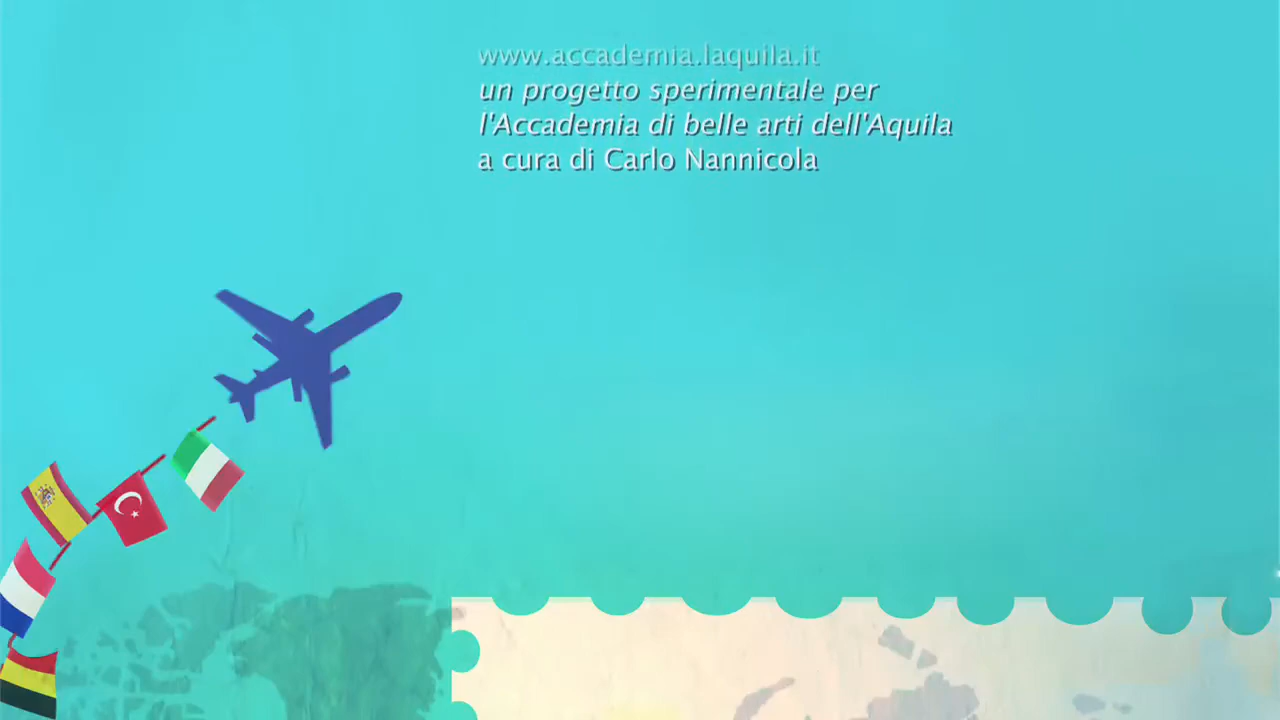 www.accademia.laquila.it
un progetto sperimentale per
l'Accademia di belle arti dell'Aquila
a cura di Carlo Nannicola